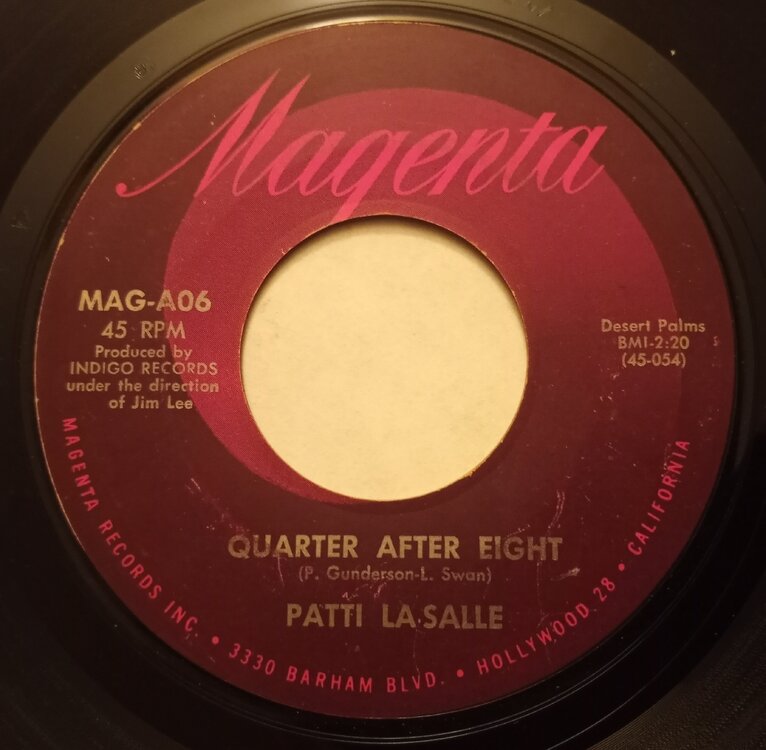 Magenta
MAG-A06
45 RPM
Produced by
INDIGO RECORDS
under the direction
of Jim Lee
Desert Palms
BMI-2:20
(45-054)
QUARTER AFTER EIGHT
(P. Gunderson-L. Swan)
PATTI LA SALLE
MAGENTA RECORDS INC. • 3330 BARHAM BLVD. • HOLLYWOOD 28 • CALIFORNIA